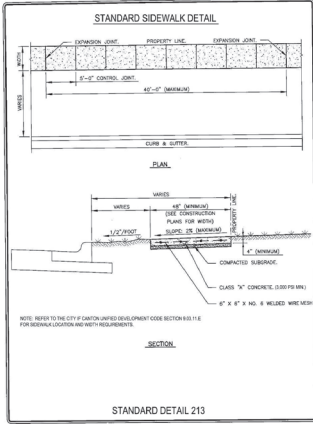 STANDARD SIDEWALK DETAIL
EXPANSION JOINT.
PROPERTY LINE.
EXPANSION JOINT.
WIDTH
5'-0" CONTROL JOINT.
40'-0" (MAXIMUM)
VARIES
CURB & GUTTER.
PLAN
VARIES
VARIES
48" (MINIMUM)
(SEE CONSTRUCTION
PLANS FOR WIDTH)
PROPERTY LINE.
1/2"/FOOT
SLOPE: 2% (MAXIMUM)
4" (MINIMUM)
COMPACTED SUBGRADE.
CLASS "A" CONCRETE. (3,000 PSI MIN.)
6" X 6" X NO. 6 WELDED WIRE MESH
NOTE: REFER TO THE CITY IF CANTON UNIFIED DEVELOPMENT CODE SECTION 9.03.11.E
FOR SIDEWALK LOCATION AND WIDTH REQUIREMENTS.
SECTION
STANDARD DETAIL 213